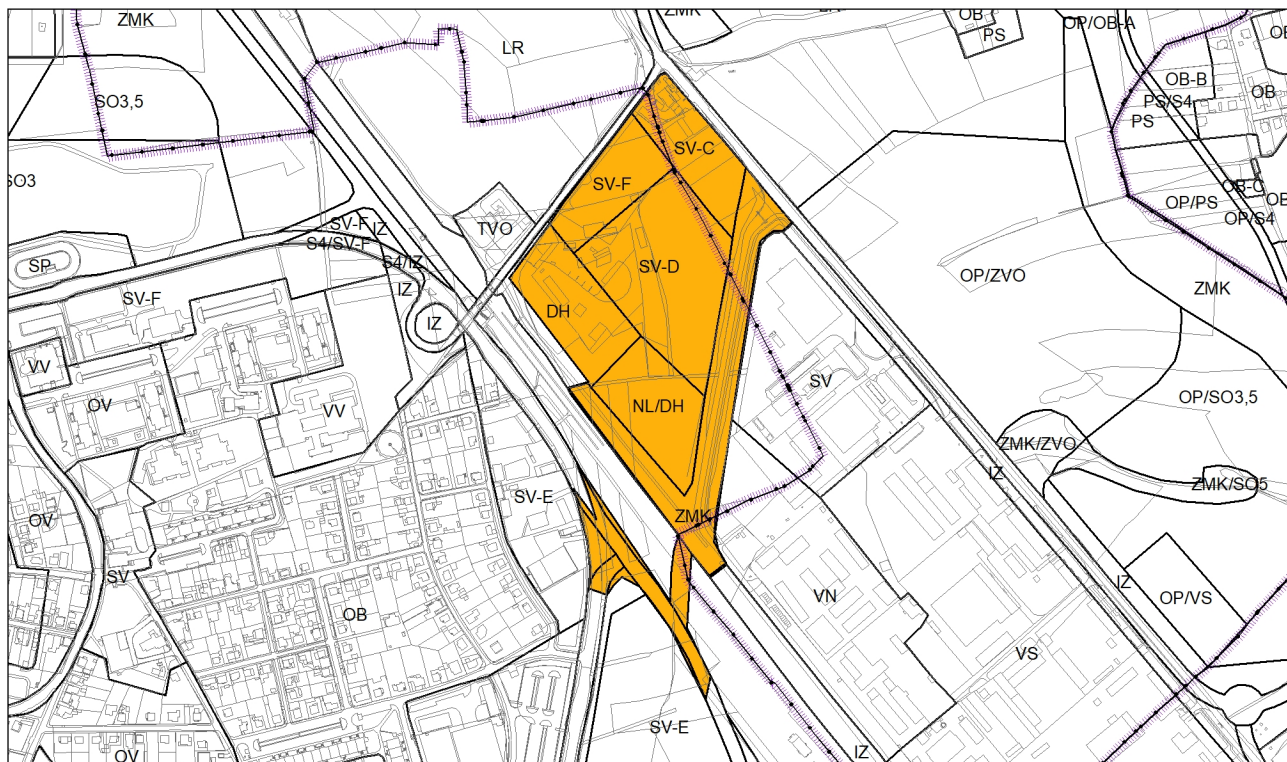 ZMK
ZMK
OB
PS
OP/OB-A
LR
OB-B
PS/S4
PS
OB
SO3,5
SV-C
SO3
SV-F
OB-C
OP/PS
OP/S4
OB
TVO
SV-F
IZ
S4/SV-F
S4/IZ
IZ
SP
SV-F
SV-D
OP/ZVO
ZMK
DH
IZ
VV
OV
VV
NL/DH
SV
OP/SO3,5
ZMK/ZVO
IZ
ZMK/SO5
SV-E
OV
ZMK
SV
OB
VN
IZ
OP/VS
VS
SV-E
IZ
OV